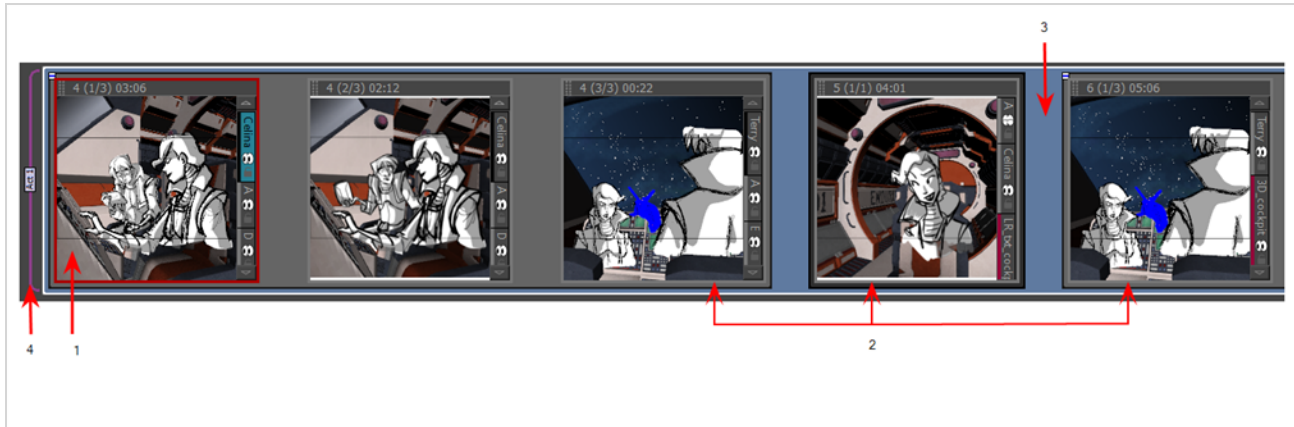 3
4 (1/3) 03:06
4 (2/3) 02:12
4 (3/3) 00:22
5 (1/1) 04:01
6 (1/3) 05:06
Celina
A
D
Celina
A
D
Terry
A
E
A
Celina
Terry
3D_cockpit
Act 1
4
1
2